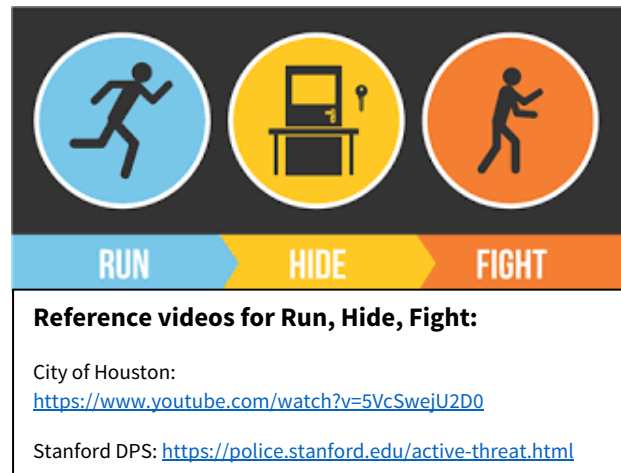 RUN HIDE FIGHT
Reference videos for Run, Hide, Fight:
City of Houston:
https://www.youtube.com/watch?v=5VcSwejU2D0
Stanford DPS: https://police.stanford.edu/active-threat.html